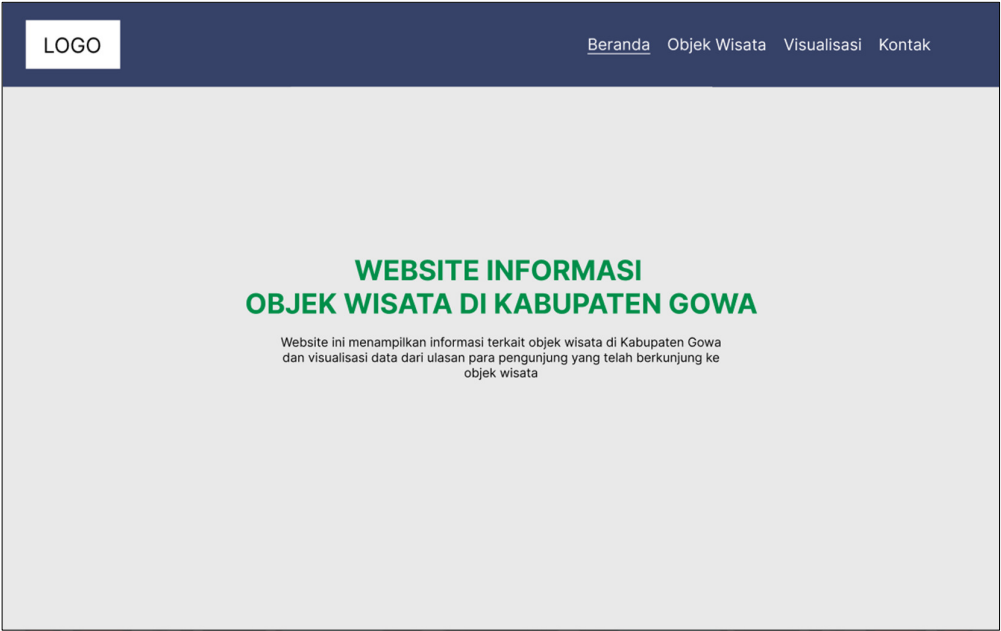 LOGO
Beranda Objek Wisata Visualisasi Kontak
WEBSITE INFORMASI
OBJEK WISATA DI KABUPATEN GOWA
Website ini menampilkan informasi terkait objek wisata di Kabupaten Gowa
dan visualisasi data dari ulasan para pengunjung yang telah berkunjung ke
objek wisata